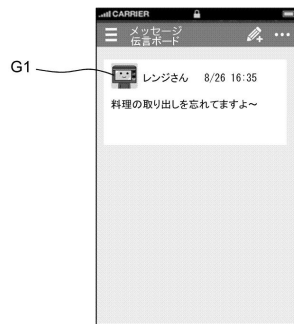 CARRIER
メッセージ
伝言ボード
G1
レンジさん 8/26 16:35
料理の取り出しを忘れてますよ～